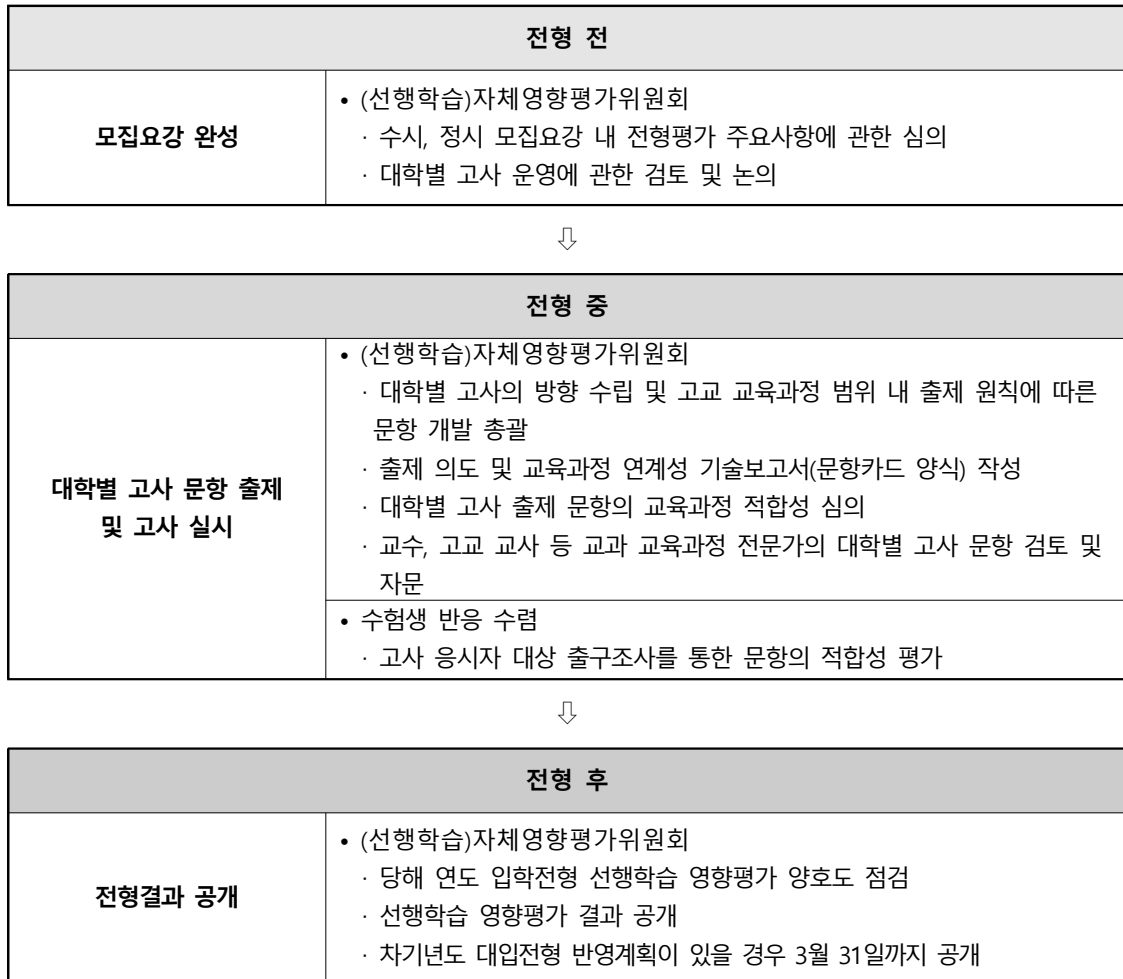 전형 전
모집요강 완성
• (선행학습)자체영향평가위원회
· 수시, 정시 모집요강 내 전형평가 주요사항에 관한 심의
· 대학별 고사 운영에 관한 검토 및 논의
⇩
전형 중
대학별 고사 문항 출제
및 고사 실시
• (선행학습)자체영향평가위원회
· 대학별 고사의 방향 수립 및 고교 교육과정 범위 내 출제 원칙에 따른
문항 개발 총괄
· 출제 의도 및 교육과정 연계성 기술보고서(문항카드 양식) 작성
· 대학별 고사 출제 문항의 교육과정 적합성 심의
· 교수, 고교 교사 등 교과 교육과정 전문가의 대학별 고사 문항 검토 및
자문
• 수험생 반응 수렴
· 고사 응시자 대상 출구조사를 통한 문항의 적합성 평가
⇩
전형 후
전형결과 공개
• (선행학습)자체영향평가위원회
· 당해 연도 입학전형 선행학습 영향평가 양호도 점검
· 선행학습 영향평가 결과 공개
· 차기년도 대입전형 반영계획이 있을 경우 3월 31일까지 공개